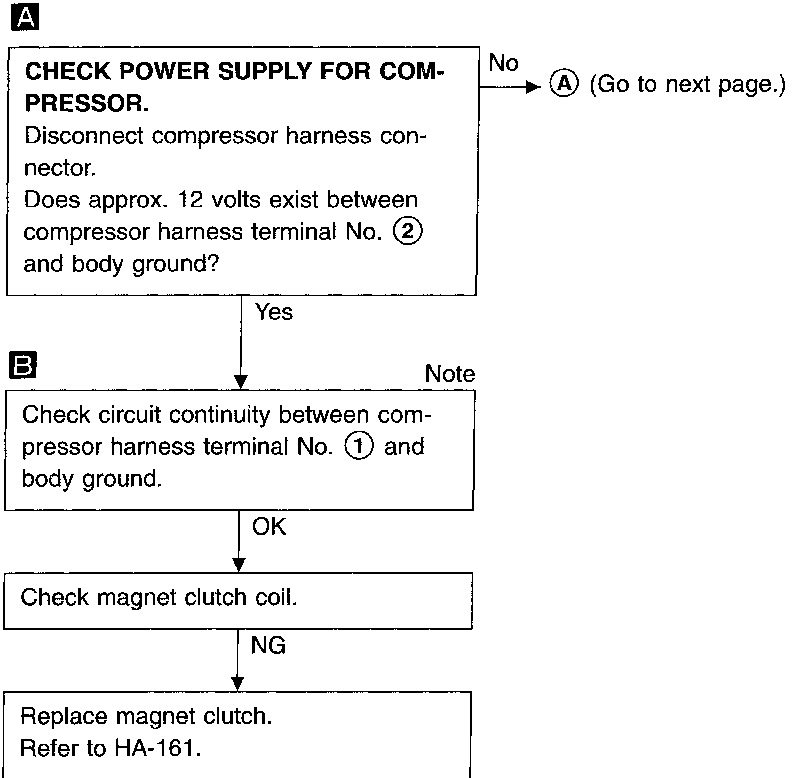 A
CHECK POWER SUPPLY FOR COM-
PRESSOR.
Disconnect compressor harness con-
nector.
Does approx. 12 volts exist between
compressor harness terminal No. ②
and body ground?
No
Ⓐ (Go to next page.)
Yes
B
Note
Check circuit continuity between com-
pressor harness terminal No. ① and
body ground.
OK
Check magnet clutch coil.
NG
Replace magnet clutch.
Refer to HA-161.